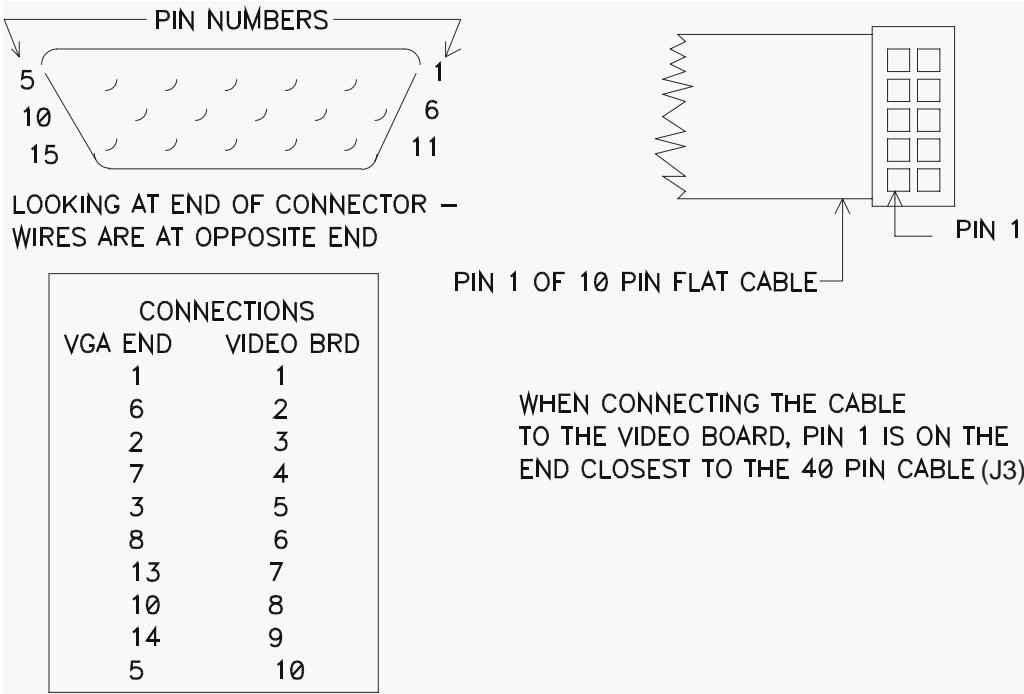 PIN NUMBERS
5 1
10 6
15 11
LOOKING AT END OF CONNECTOR –
WIRES ARE AT OPPOSITE END
PIN 1
PIN 1 OF 10 PIN FLAT CABLE
CONNECTIONS
VGA END VIDEO BRD
1 1
6 2
2 3
7 4
3 5
8 6
13 7
10 8
14 9
5 10
WHEN CONNECTING THE CABLE
TO THE VIDEO BOARD, PIN 1 IS ON THE
END CLOSEST TO THE 40 PIN CABLE (J3)